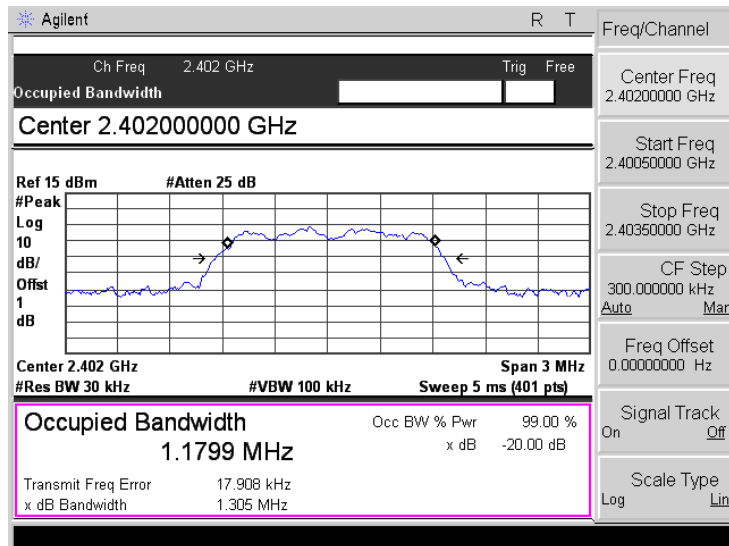 Agilent R T
Ch Freq 2.402 GHz Trig Free
Occupied Bandwidth
Center 2.402000000 GHz
Ref 15 dBm #Atten 25 dB
#Peak
Log
10
dB/
Offst
1
dB
Center 2.402 GHz Span 3 MHz
#Res BW 30 kHz #VBW 100 kHz Sweep 5 ms (401 pts)
Occupied Bandwidth
1.1799 MHz
Occ BW % Pwr 99.00 %
x dB -20.00 dB
Transmit Freq Error 17.908 kHz
x dB Bandwidth 1.305 MHz
Freq/Channel
Center Freq
2.40200000 GHz
Start Freq
2.40050000 GHz
Stop Freq
2.40350000 GHz
CF Step
300.000000 kHz
Auto Mar
Freq Offset
0.00000000 Hz
Signal Track
On Off
Scale Type
Log Lin